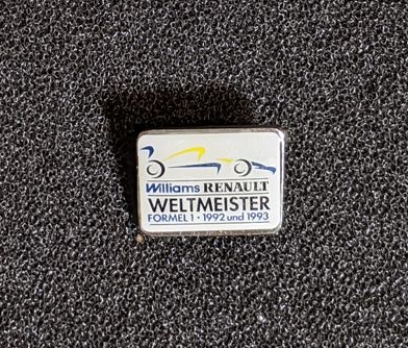 Williams RENAULT
WELTMEISTER
FORMEL 1 · 1992 und 1993